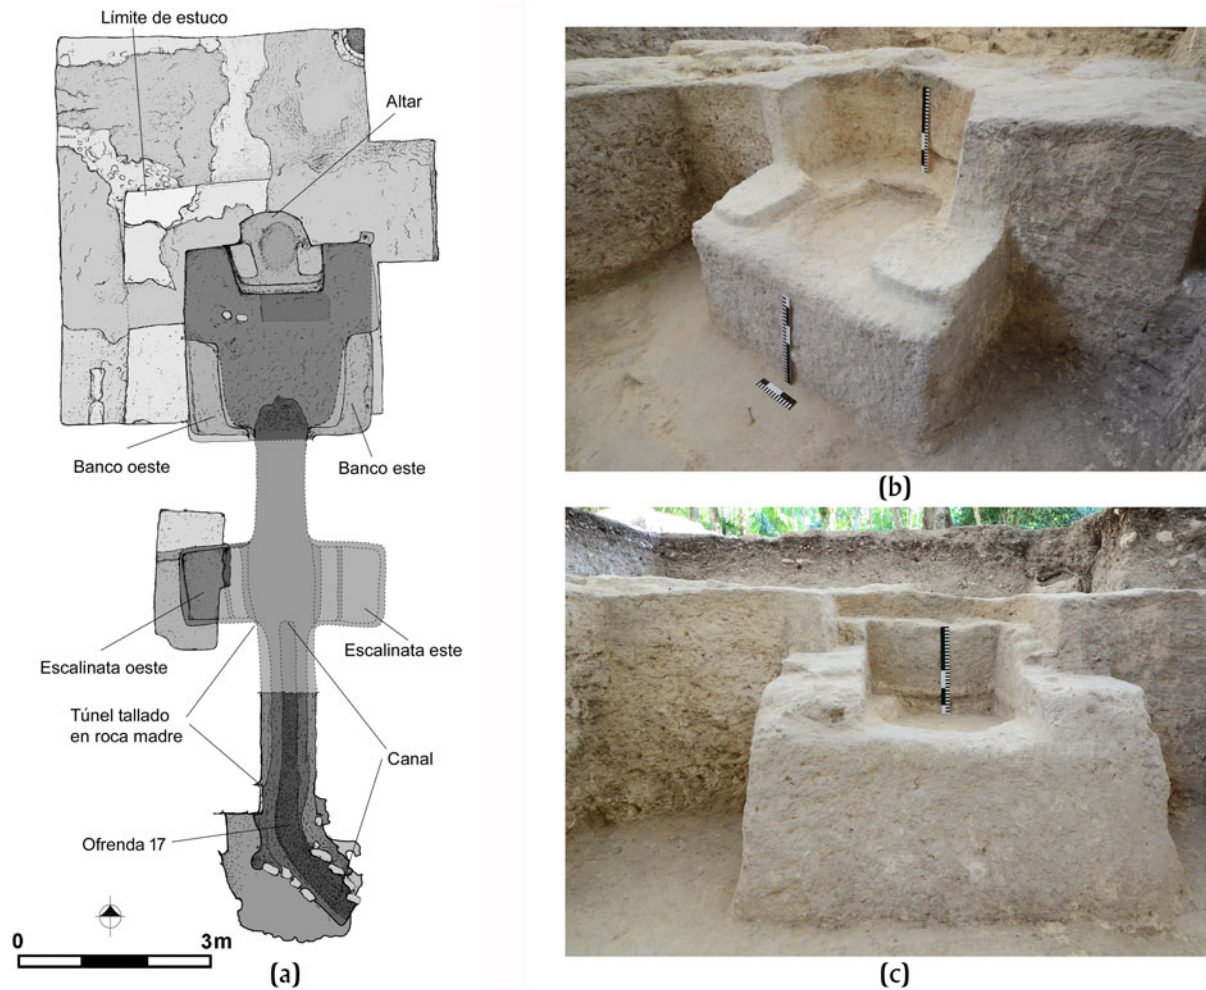 Límite de estuco
Altar
Banco oeste
Banco este
Escalinata oeste
Escalinata este
Túnel tallado
en roca madre
Canal
Ofrenda 17
0 3m
(a)
(b)
(c)